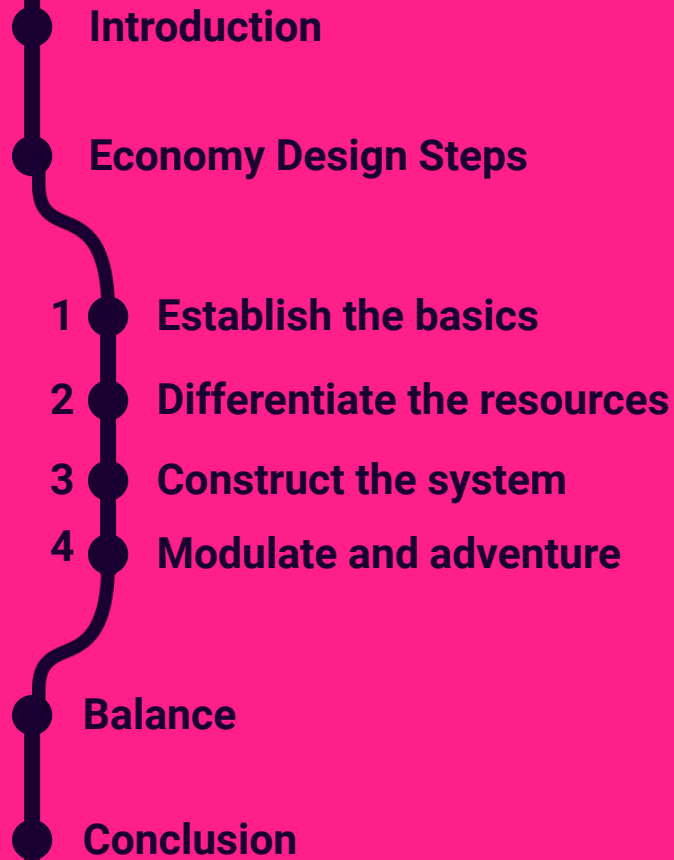 Introduction
Economy Design Steps
1 Establish the basics
2 Differentiate the resources
3 Construct the system
4 Modulate and adventure
Balance
Conclusion